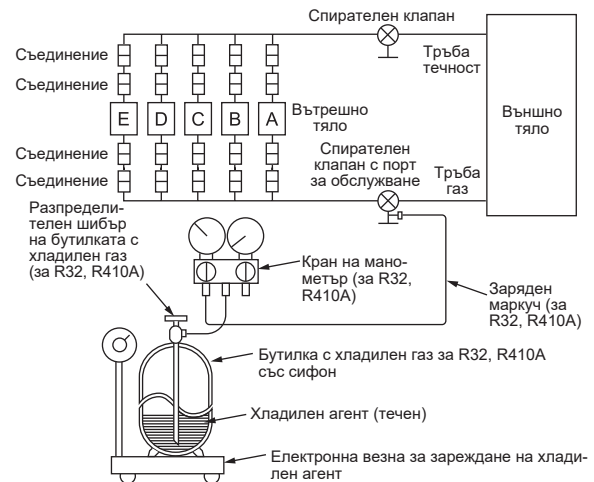 Спирателен клапан
Съединение
Тръба
течност
Съединение
E D C B A
Вътрешно
тяло
Външно
тяло
Съединение
Спирателен
клапан с порт
за обслужване
Тръба
газ
Съединение
Разпредели-
телен шибър
на бутилката с
хладилен газ
(за R32, R410A)
Кран на мано-
метър (за R32,
R410A)
Заряден
маркуч (за
R32, R410A)
Бутилка с хладилен газ за R32, R410A
със сифон
Хладилен агент (течен)
Електронна везна за зареждане на хлади-
лен агент